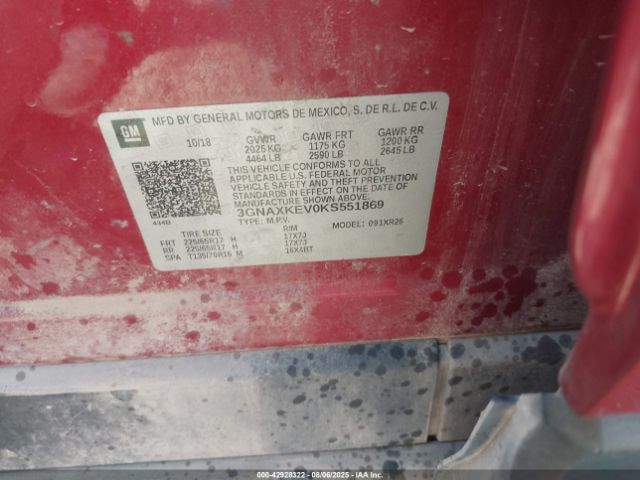 MFD BY GENERAL MOTORS DE MEXICO, S. DE R.L. DE C.V.
GM
10/18 GVWR GAWR FRT GAWR RR
2025 KG 1175 KG 1200 KG
4464 LB 2590 LB 2645 LB
THIS VEHICLE CONFORMS TO ALL
APPLICABLE U.S. FEDERAL MOTOR
VEHICLE SAFETY AND THEFT PREVENTION
STANDARDS IN EFFECT ON THE DATE OF
MANUFACTURE SHOWN ABOVE.
3GNAXKEV0KS551869
434B TYPE: M.P.V. MODEL: 091XR26
TIRE SIZE RIM
FRT 225/65R17 H 17X7J
RR 225/65R17 H 17X7J
SPA T135/70R16 M 16X4BT
000-42928322 - 08/06/2025 - IAAI.COM